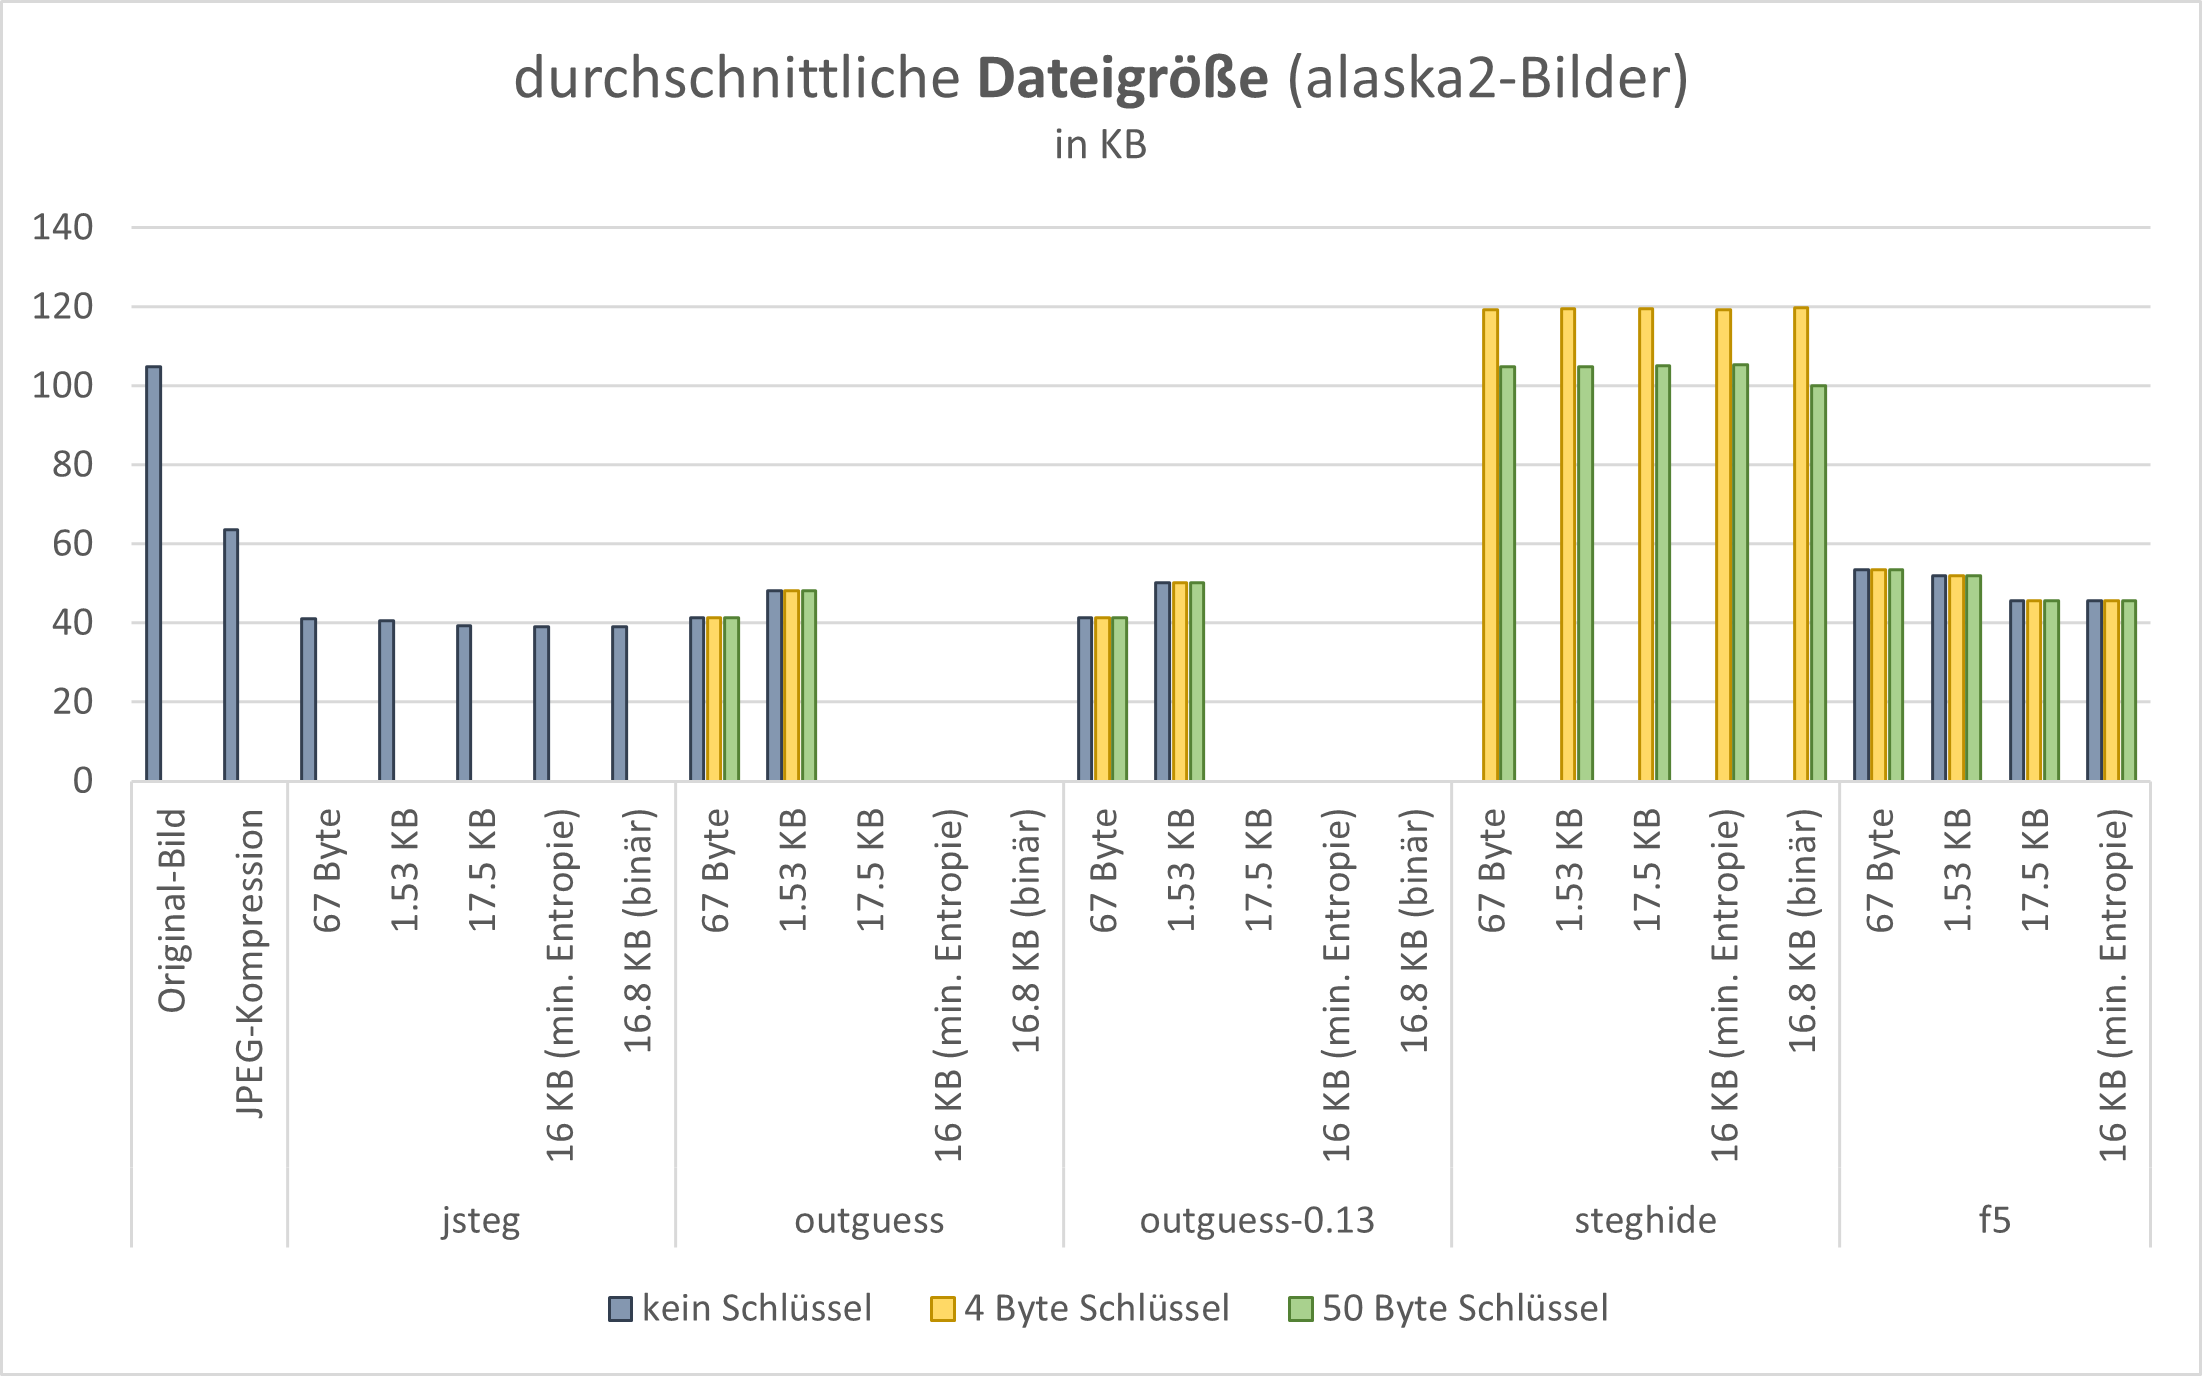 durchschnittliche Dateigröße (alaska2-Bilder)
in KB
140
120
100
80
60
40
20
0
Original-Bild
JPEG-Kompression
67 Byte
1.53 KB
17.5 KB
16 KB (min. Entropie)
16.8 KB (binär)
67 Byte
1.53 KB
17.5 KB
16 KB (min. Entropie)
16.8 KB (binär)
67 Byte
1.53 KB
17.5 KB
16 KB (min. Entropie)
16.8 KB (binär)
67 Byte
1.53 KB
17.5 KB
16 KB (min. Entropie)
16.8 KB (binär)
67 Byte
1.53 KB
17.5 KB
16 KB (min. Entropie)
jsteg
outguess
outguess-0.13
steghide
f5
kein Schlüssel
4 Byte Schlüssel
50 Byte Schlüssel